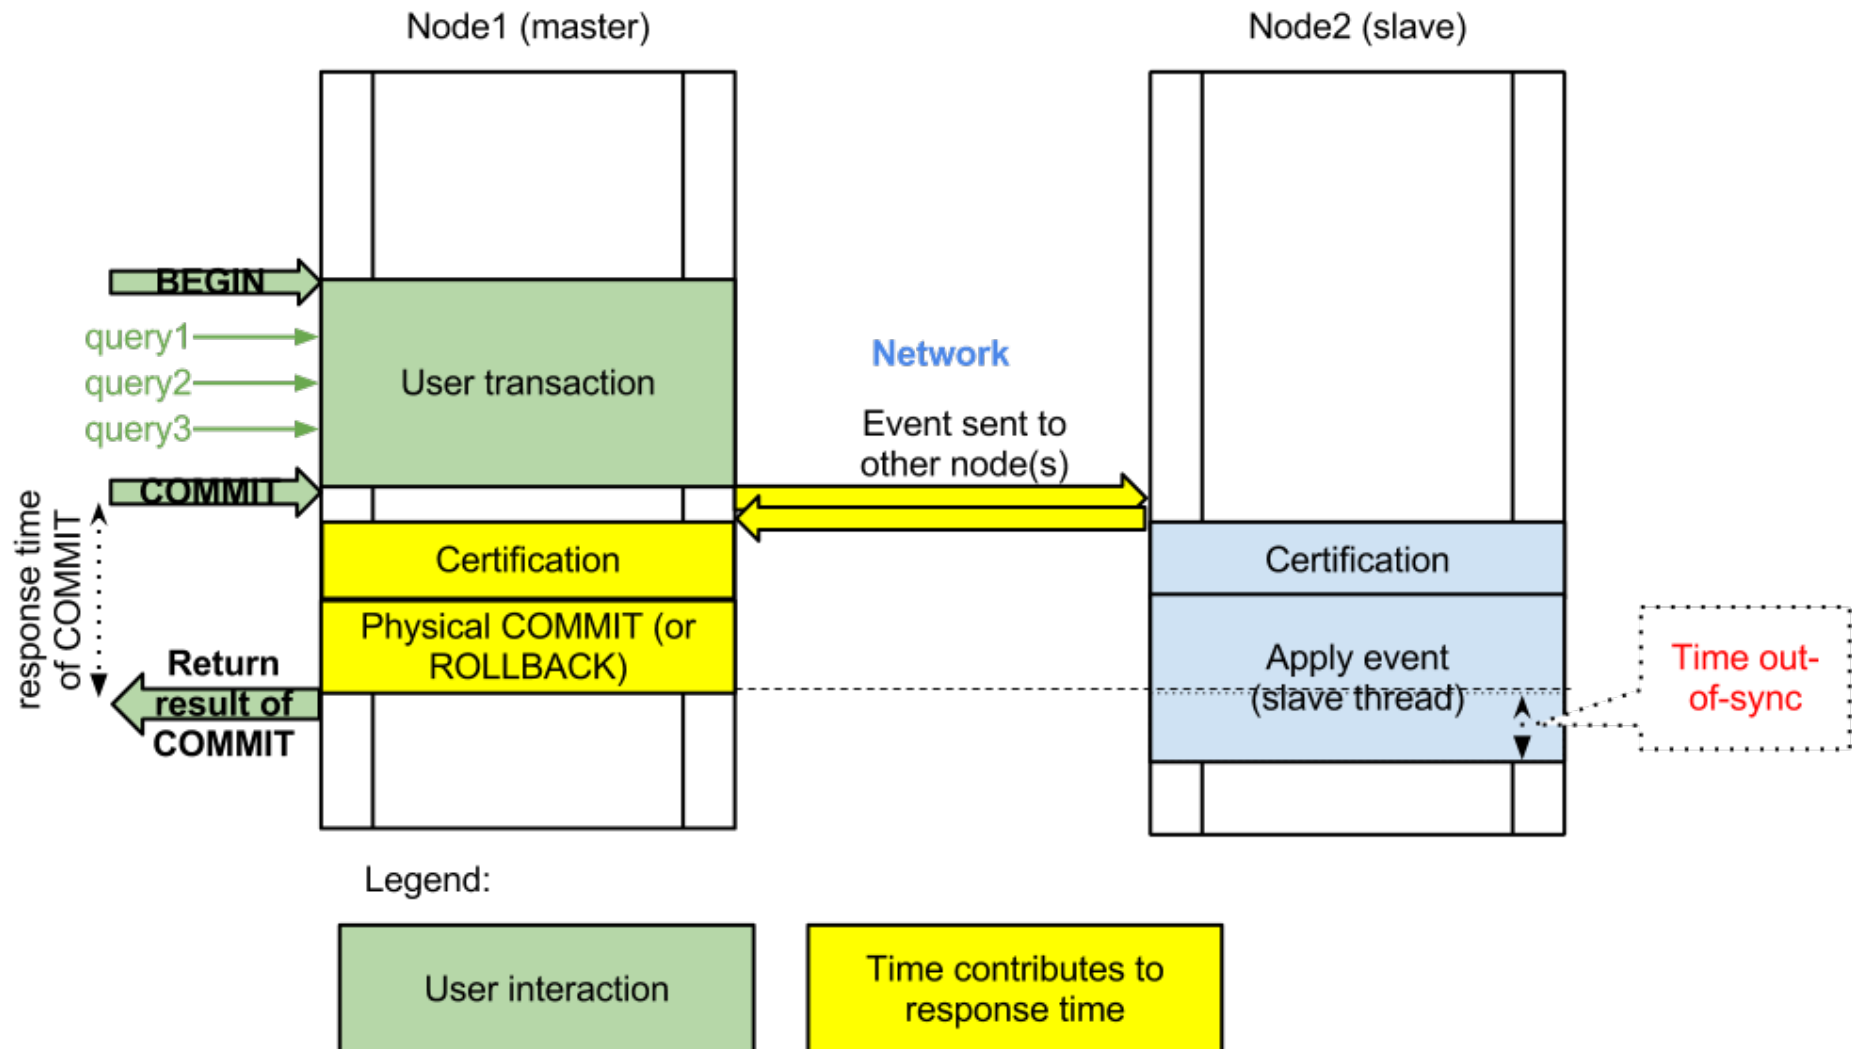 Node1 (master)
Node2 (slave)
BEGIN
query1
query2
query3
COMMIT
User transaction
Network
Event sent to
other node(s)
response time
of COMMIT
Certification
Physical COMMIT (or
ROLLBACK)
Return
result of
COMMIT
Certification
Apply event
(slave thread)
Time out-
of-sync
Legend:
User interaction
Time contributes to
response time